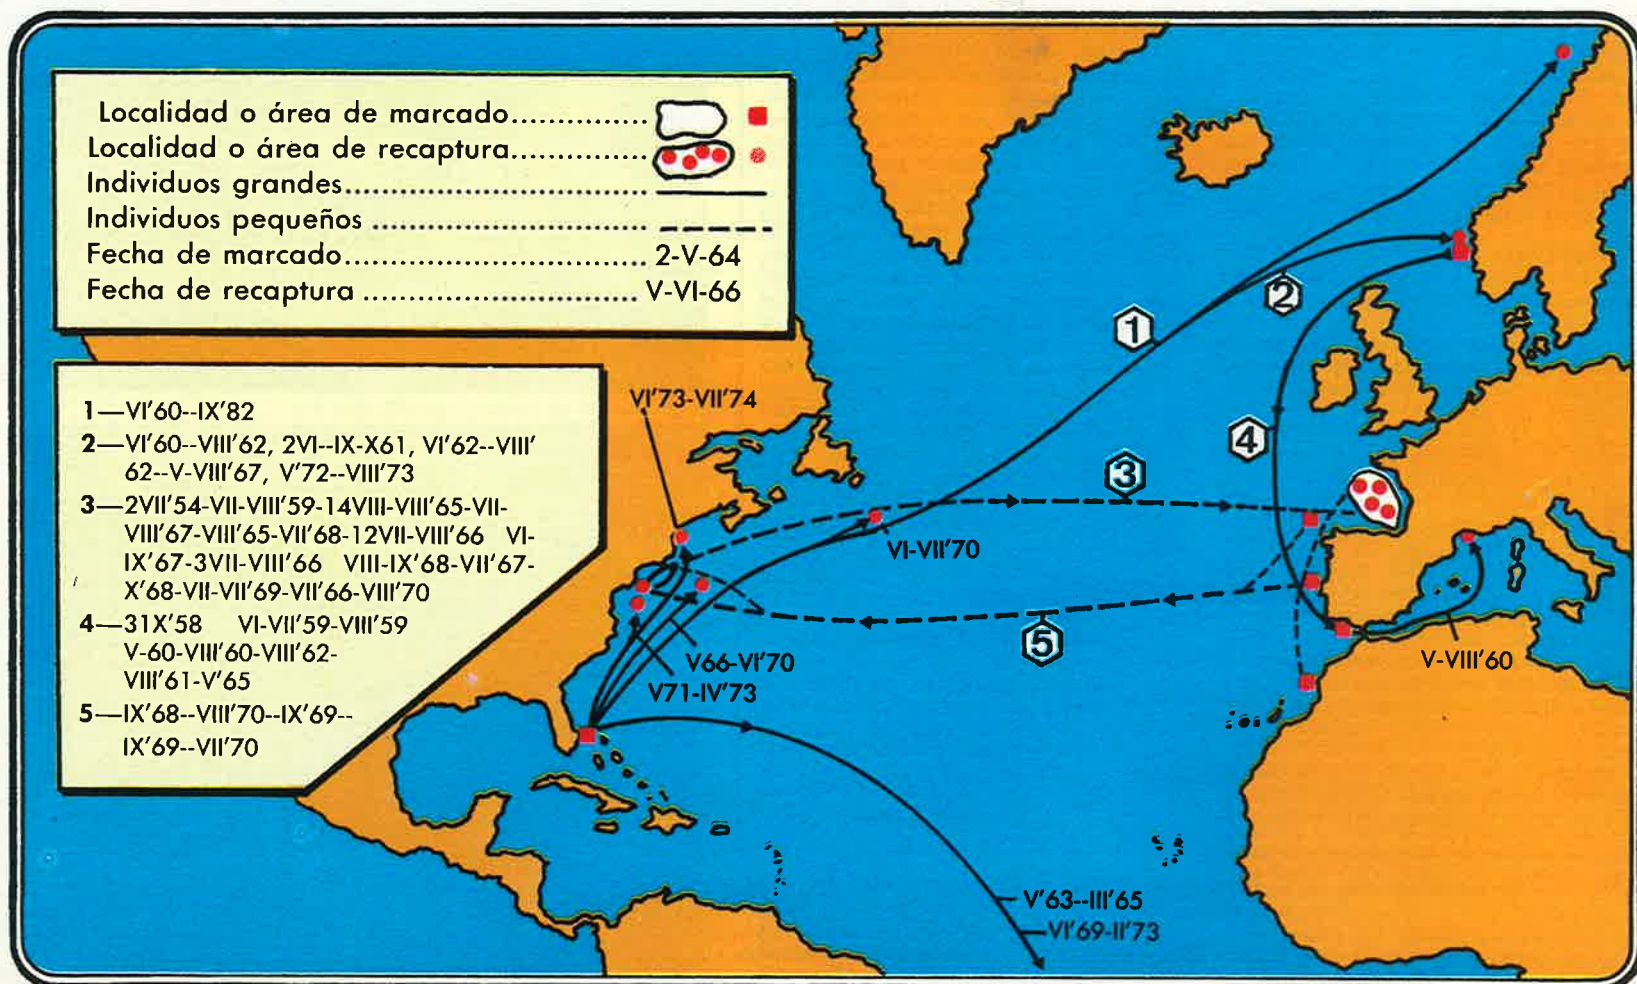 Localidad o área de marcado..............
Localidad o área de recaptura..............
Individuos grandes...............................
Individuos pequeños ............................
Fecha de marcado............................... 2-V-64
Fecha de recaptura ............................ V-VI-66
1—VI'60--IX'82
2—VI'60--VIII'62, 2VI--IX-X61, VI'62--VIII'
62--V-VIII'67, V'72--VIII'73
3—2VII'54-VII-VIII'59-14VIII-VIII'65-VII-
VIII'67-VIII'65-VII'68-12VII-VIII'66 VI-
IX'67-3VII-VIII'66 VIII-IX'68-VII'67-
X'68-VII-VII'69-VII'66-VIII'70
4—31X'58 VI-VII'59-VIII'59
V-60-VIII'60-VIII'62-
VIII'61-V'65
5—IX'68--VIII'70--IX'69--
IX'69--VII'70
VI'73-VII'74
1
2
3
4
5
VI-VII'70
V66-VI'70
V71-IV'73
V-VIII'60
V'63--III'65
VI'69-II'73